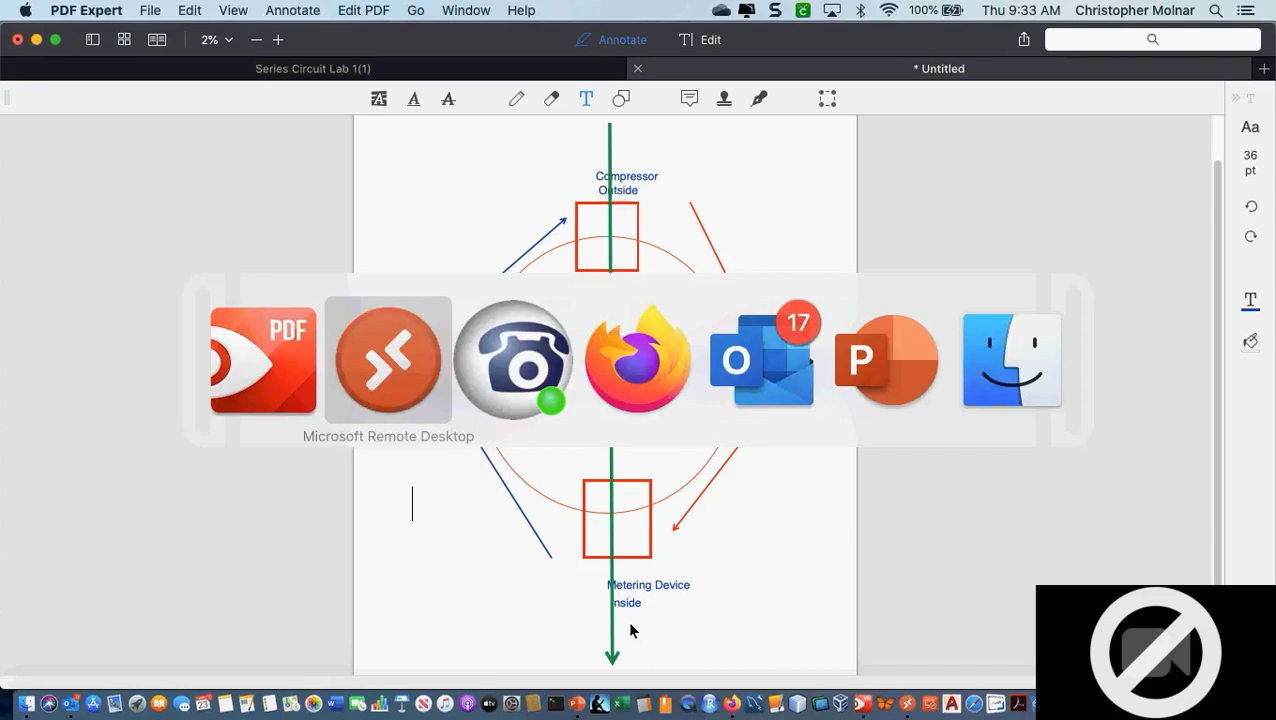 PDF Expert File Edit View Annotate Edit PDF Go Window Help 100% Thu 9:33 AM Christopher Molnar
2% Annotate Edit
Series Circuit Lab 1(1) * Untitled
A A A T T
Aa
36
pt
T
Compressor
Outside
PDF 17 O P
Microsoft Remote Desktop
Metering Device
Inside